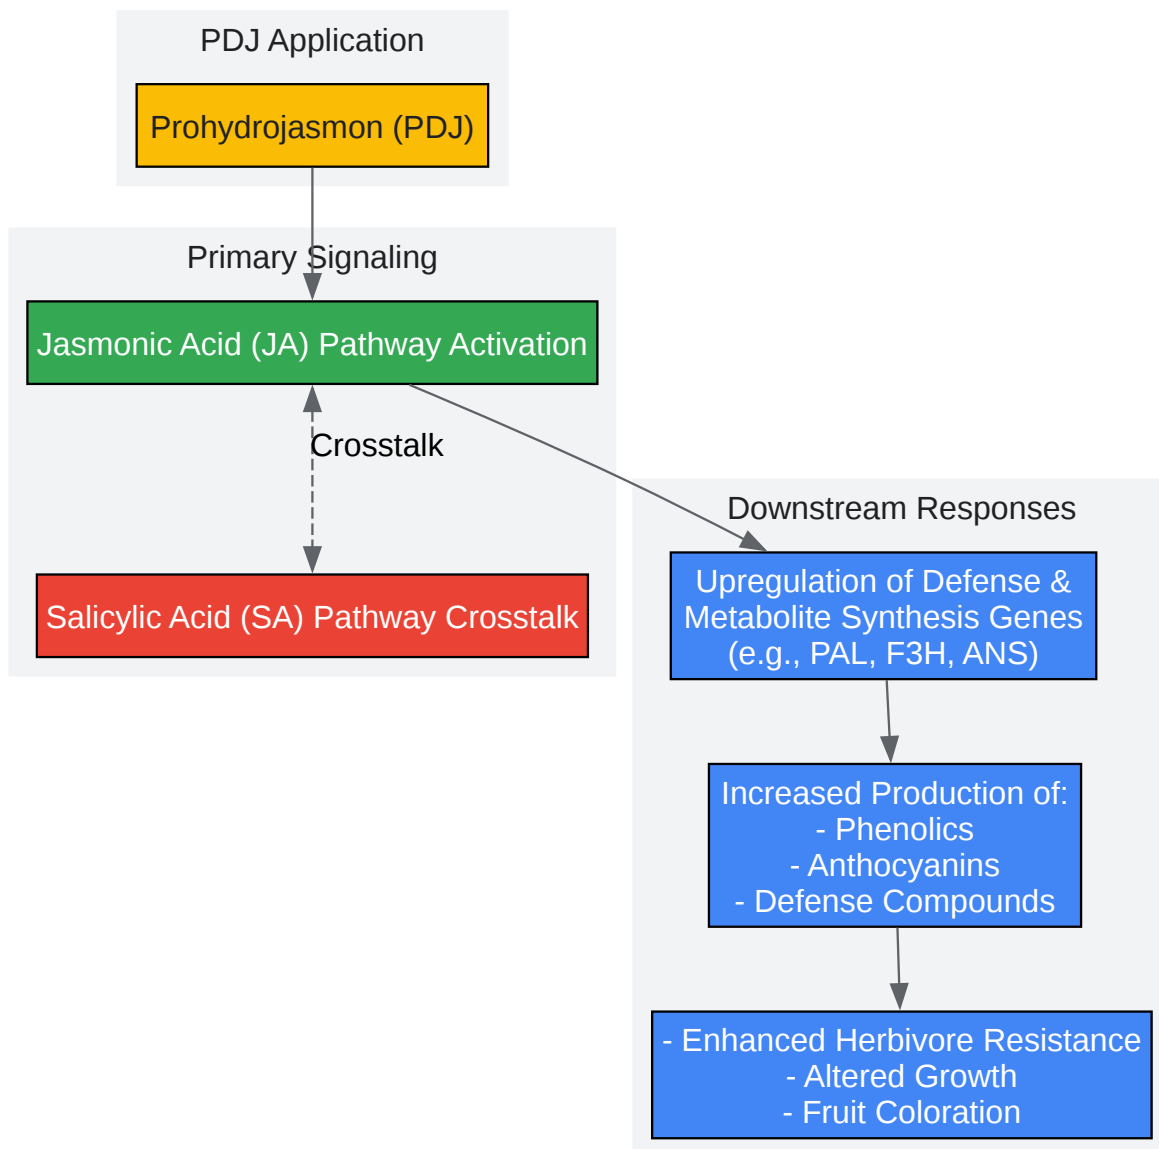 PDJ Application
Prohydrojasmon (PDJ)
Primary Signaling
Jasmonic Acid (JA) Pathway Activation
Crosstalk
Salicylic Acid (SA) Pathway Crosstalk
Downstream Responses
Upregulation of Defense &
Metabolite Synthesis Genes
(e.g., PAL, F3H, ANS)
Increased Production of:
- Phenolics
- Anthocyanins
- Defense Compounds
- Enhanced Herbivore Resistance
- Altered Growth
- Fruit Coloration